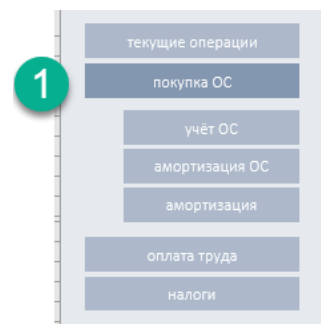 текущие операции
1
покупка ОС
учёт ОС
амортизация ОС
амортизация
оплата труда
налоги